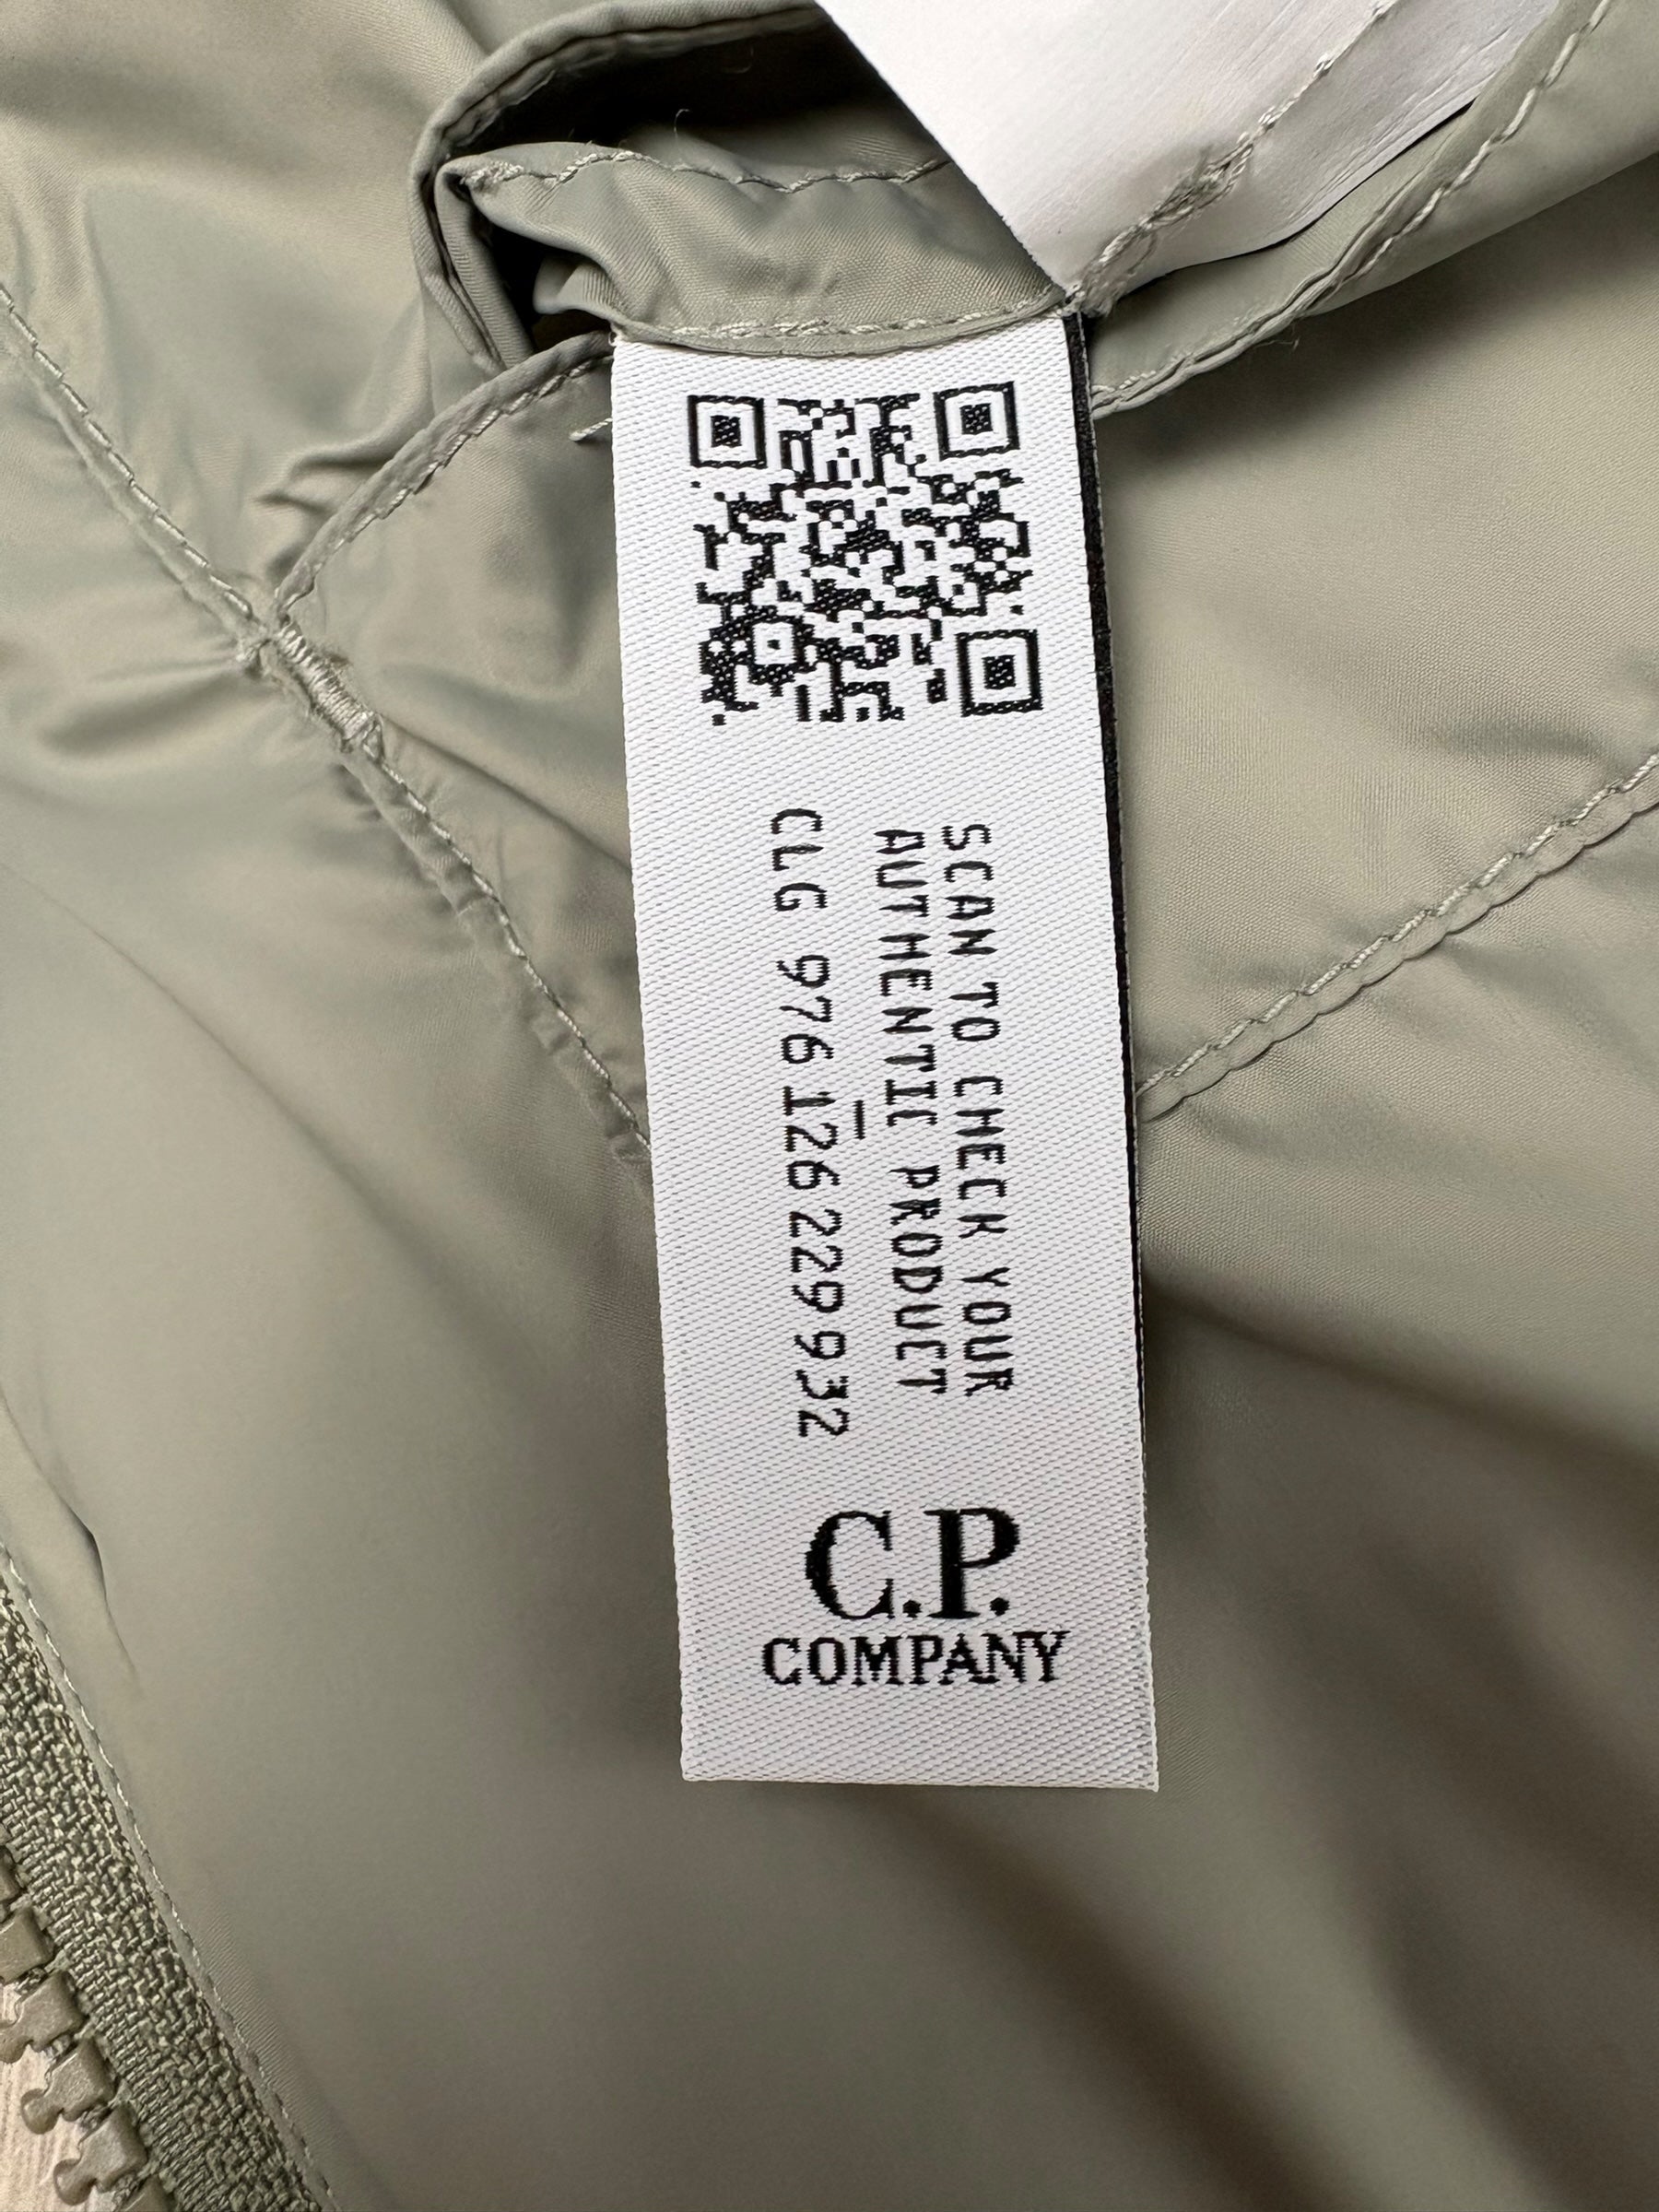 SCAN TO CHECK YOUR
AUTHENTIC PRODUCT
CLG 976 126 229 932
C.P.
COMPANY